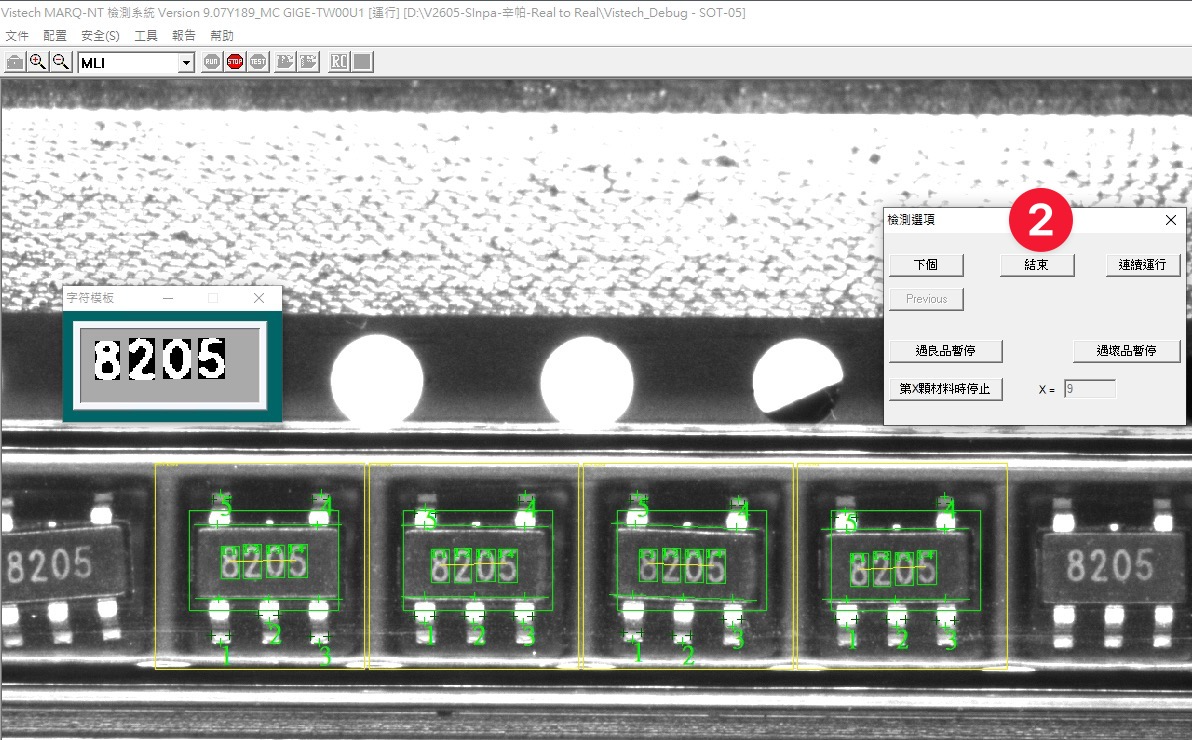 Vistech MARQ-NT 檢測系統 Version 9.07Y189_MC GIGE-TW00U1 [運行] [D:\V2605-SInpa-辛帕-Real to Real\Vistech_Debug - SOT-05]
文件 配置 安全(S) 工具 報告 幫助
MLI RUN STOP TEST RC
檢測選項
2
下個 結束 連續運行
Previous
過良品暫停 過壞品暫停
第X顆材料時停止 X = 9
字符模板
8205
5 4 5 4 5 4 5 4
8205 8205 8205 8205 8205 8205
1 2 3 1 2 3 1 2 3 1 2 3